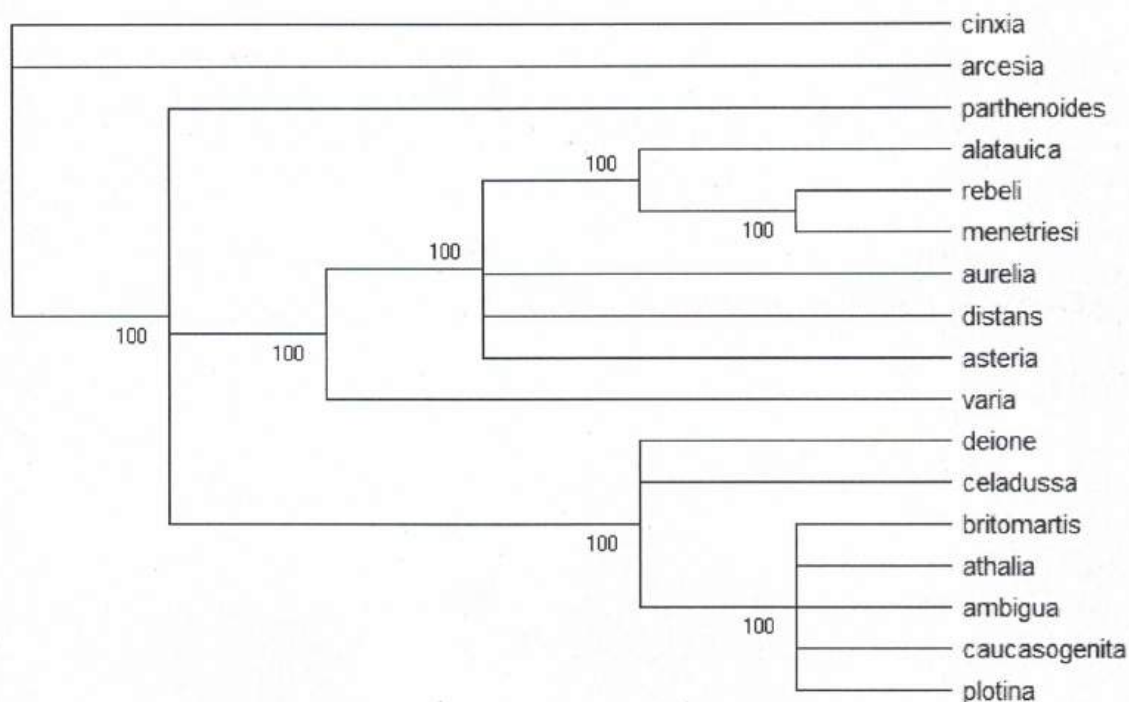 cinxia
arcesia
parthenoides
100
alatauica
rebeli
100
menetriesi
100
aurelia
distans
100
100
asteria
varia
deione
celadussa
100
britomartis
athalia
100
ambigua
caucasogenita
plotina